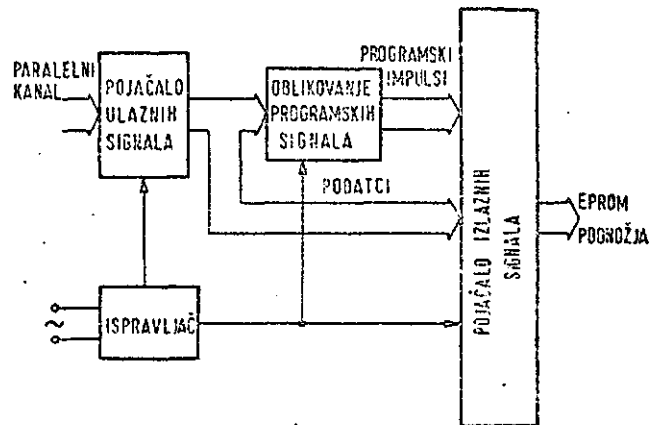 PARALELNI
KANAL
POJAČALO
ULAZNIH
SIGNALA
OBLIKOVANJE
PROGRAMSKIH
SIGNALA
PROGRAMSKI
IMPULSI
PODATCI
POJAČALO IZLAZNIH
SIGNALA
EPROM
PODNOŽJA
~
ISPRAVLJAČ